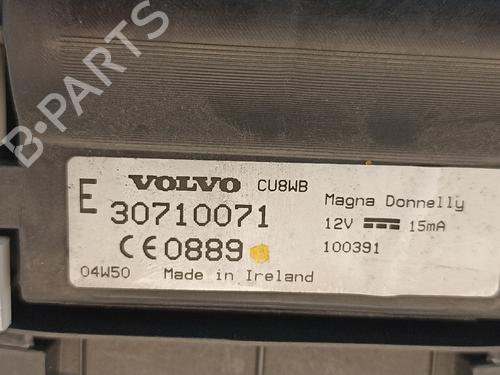 B-PARTS
VOLVO CU8WB
E 30710071
CE0889
04W50 Made in Ireland
Magna Donnelly
12V 15mA
100391